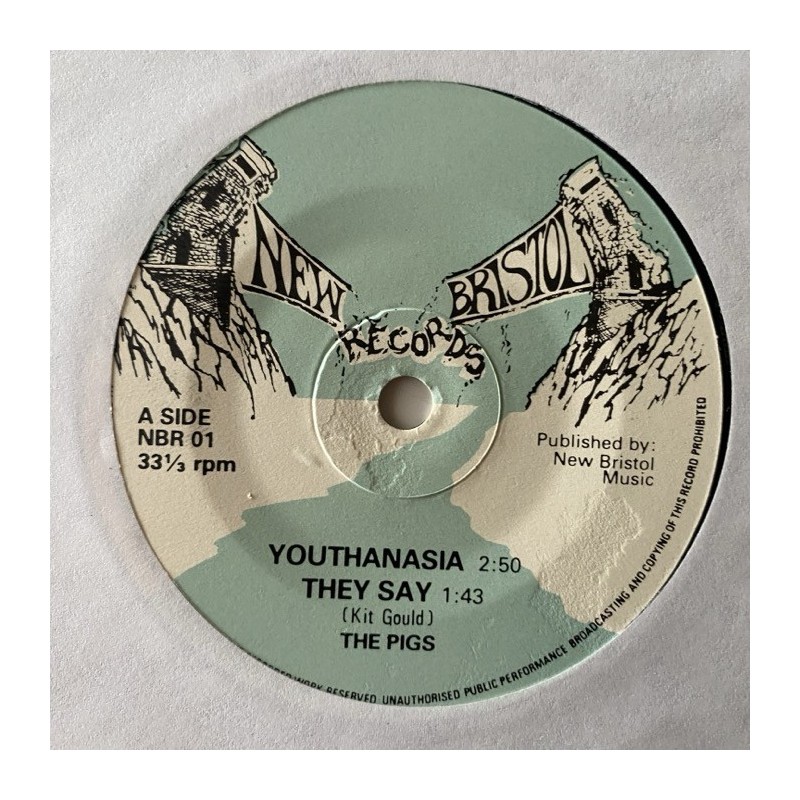 NEW BRISTOL
RECORDS
A SIDE
NBR 01
33⅓ rpm
Published by:
New Bristol
Music
YOUTHANASIA 2:50
THEY SAY 1:43
(Kit Gould)
THE PIGS
WORK RESERVED UNAUTHORISED PUBLIC PERFORMANCE BROADCASTING AND COPYING OF THIS RECORD PROHIBITED